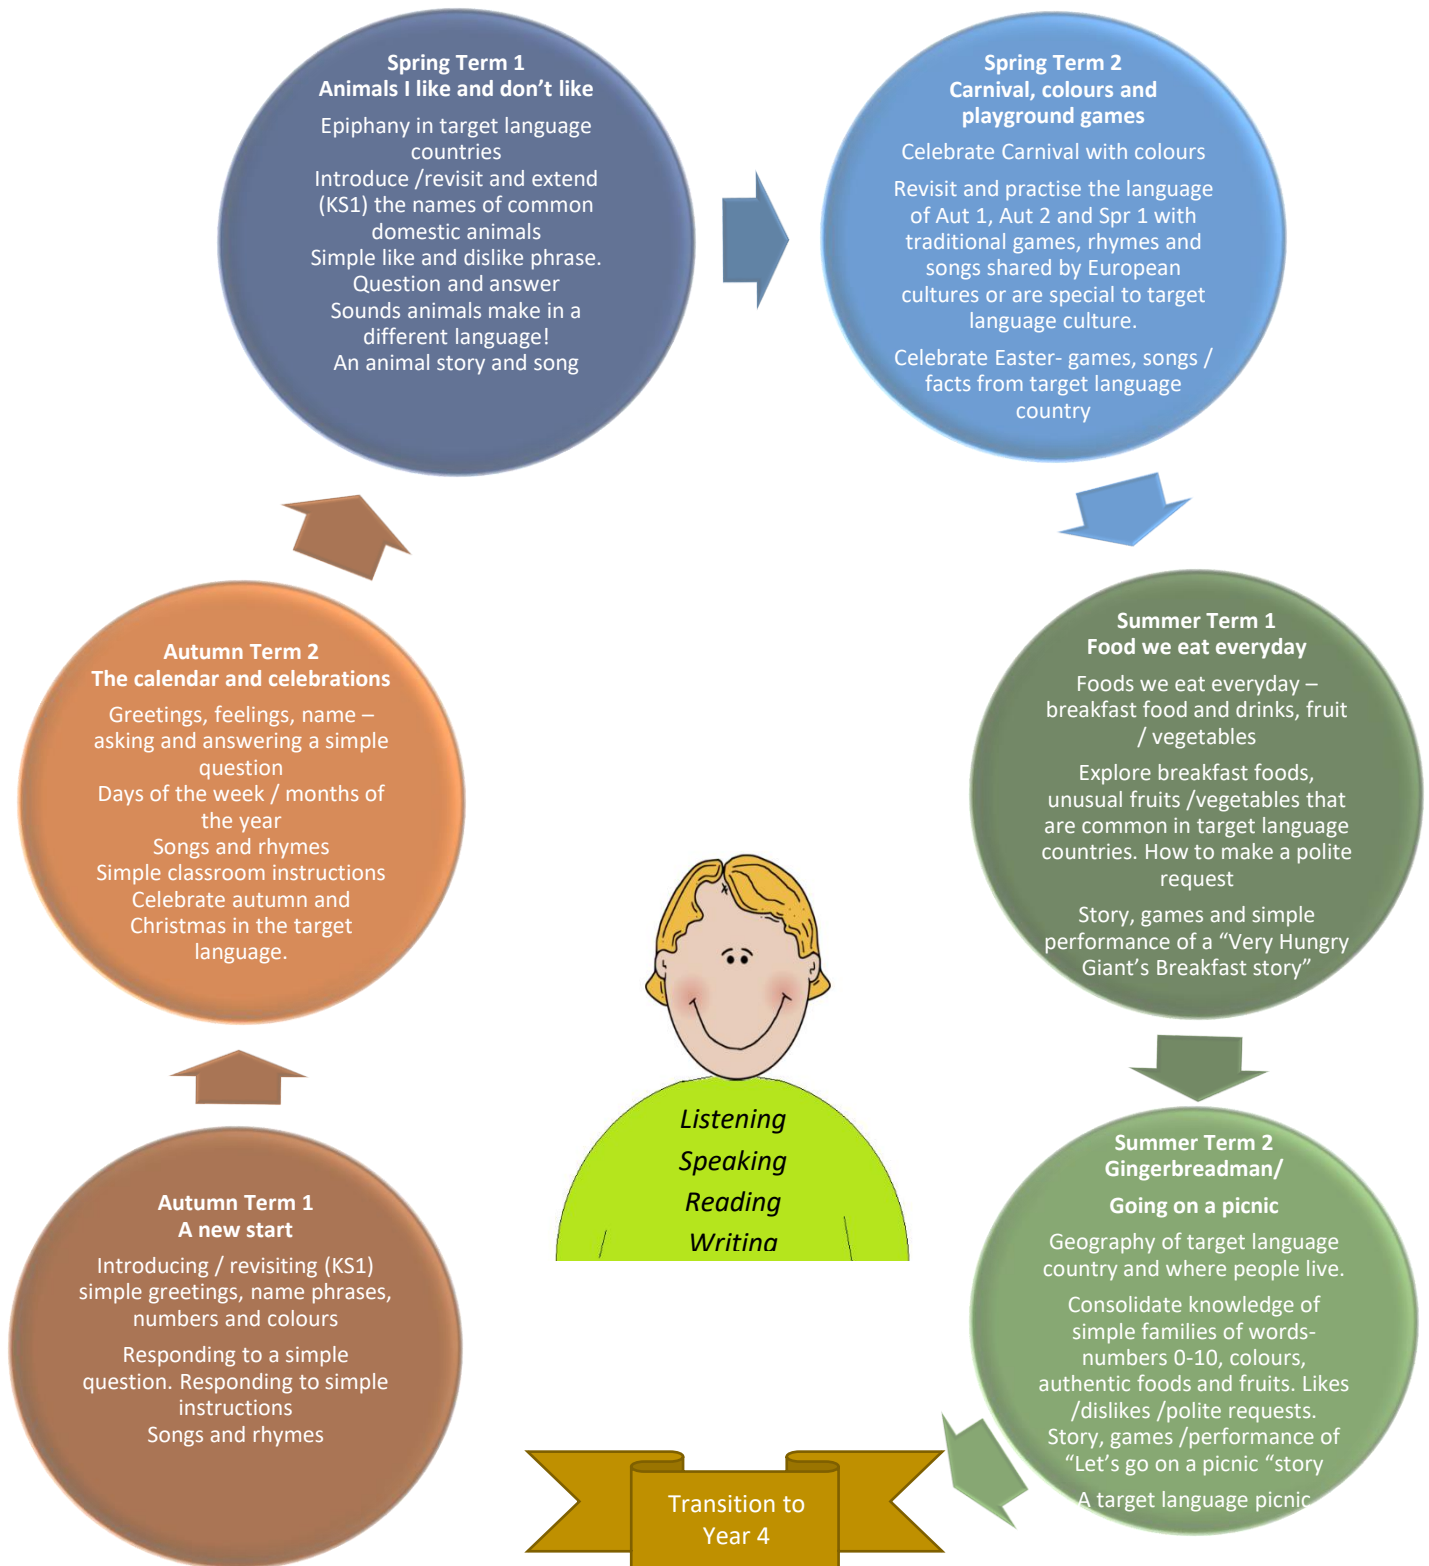 Spring Term 1
Animals I like and don't like
Epiphany in target language
countries
Introduce /revisit and extend
(KS1) the names of common
domestic animals
Simple like and dislike phrase.
Question and answer
Sounds animals make in a
different language!
An animal story and song
Spring Term 2
Carnival, colours and
playground games
Celebrate Carnival with colours
Revisit and practise the language
of Aut 1, Aut 2 and Spr 1 with
traditional games, rhymes and
songs shared by European
cultures or are special to target
language culture.
Celebrate Easter- games, songs /
facts from target language
country
Autumn Term 2
The calendar and celebrations
Greetings, feelings, name –
asking and answering a simple
question
Days of the week / months of
the year
Songs and rhymes
Simple classroom instructions
Celebrate autumn and
Christmas in the target
language.
Summer Term 1
Food we eat everyday
Foods we eat everyday –
breakfast food and drinks, fruit
/ vegetables
Explore breakfast foods,
unusual fruits /vegetables that
are common in target language
countries. How to make a polite
request
Story, games and simple
performance of a “Very Hungry
Giant's Breakfast story”
Listening
Speaking
Reading
Writing
Autumn Term 1
A new start
Introducing / revisiting (KS1)
simple greetings, name phrases,
numbers and colours
Responding to a simple
question. Responding to simple
instructions
Songs and rhymes
Summer Term 2
Gingerbreadman/
Going on a picnic
Geography of target language
country and where people live.
Consolidate knowledge of
simple families of words-
numbers 0-10, colours,
authentic foods and fruits. Likes
/dislikes /polite requests.
Story, games /performance of
“Let's go on a picnic “story
A target language picnic
Transition to
Year 4